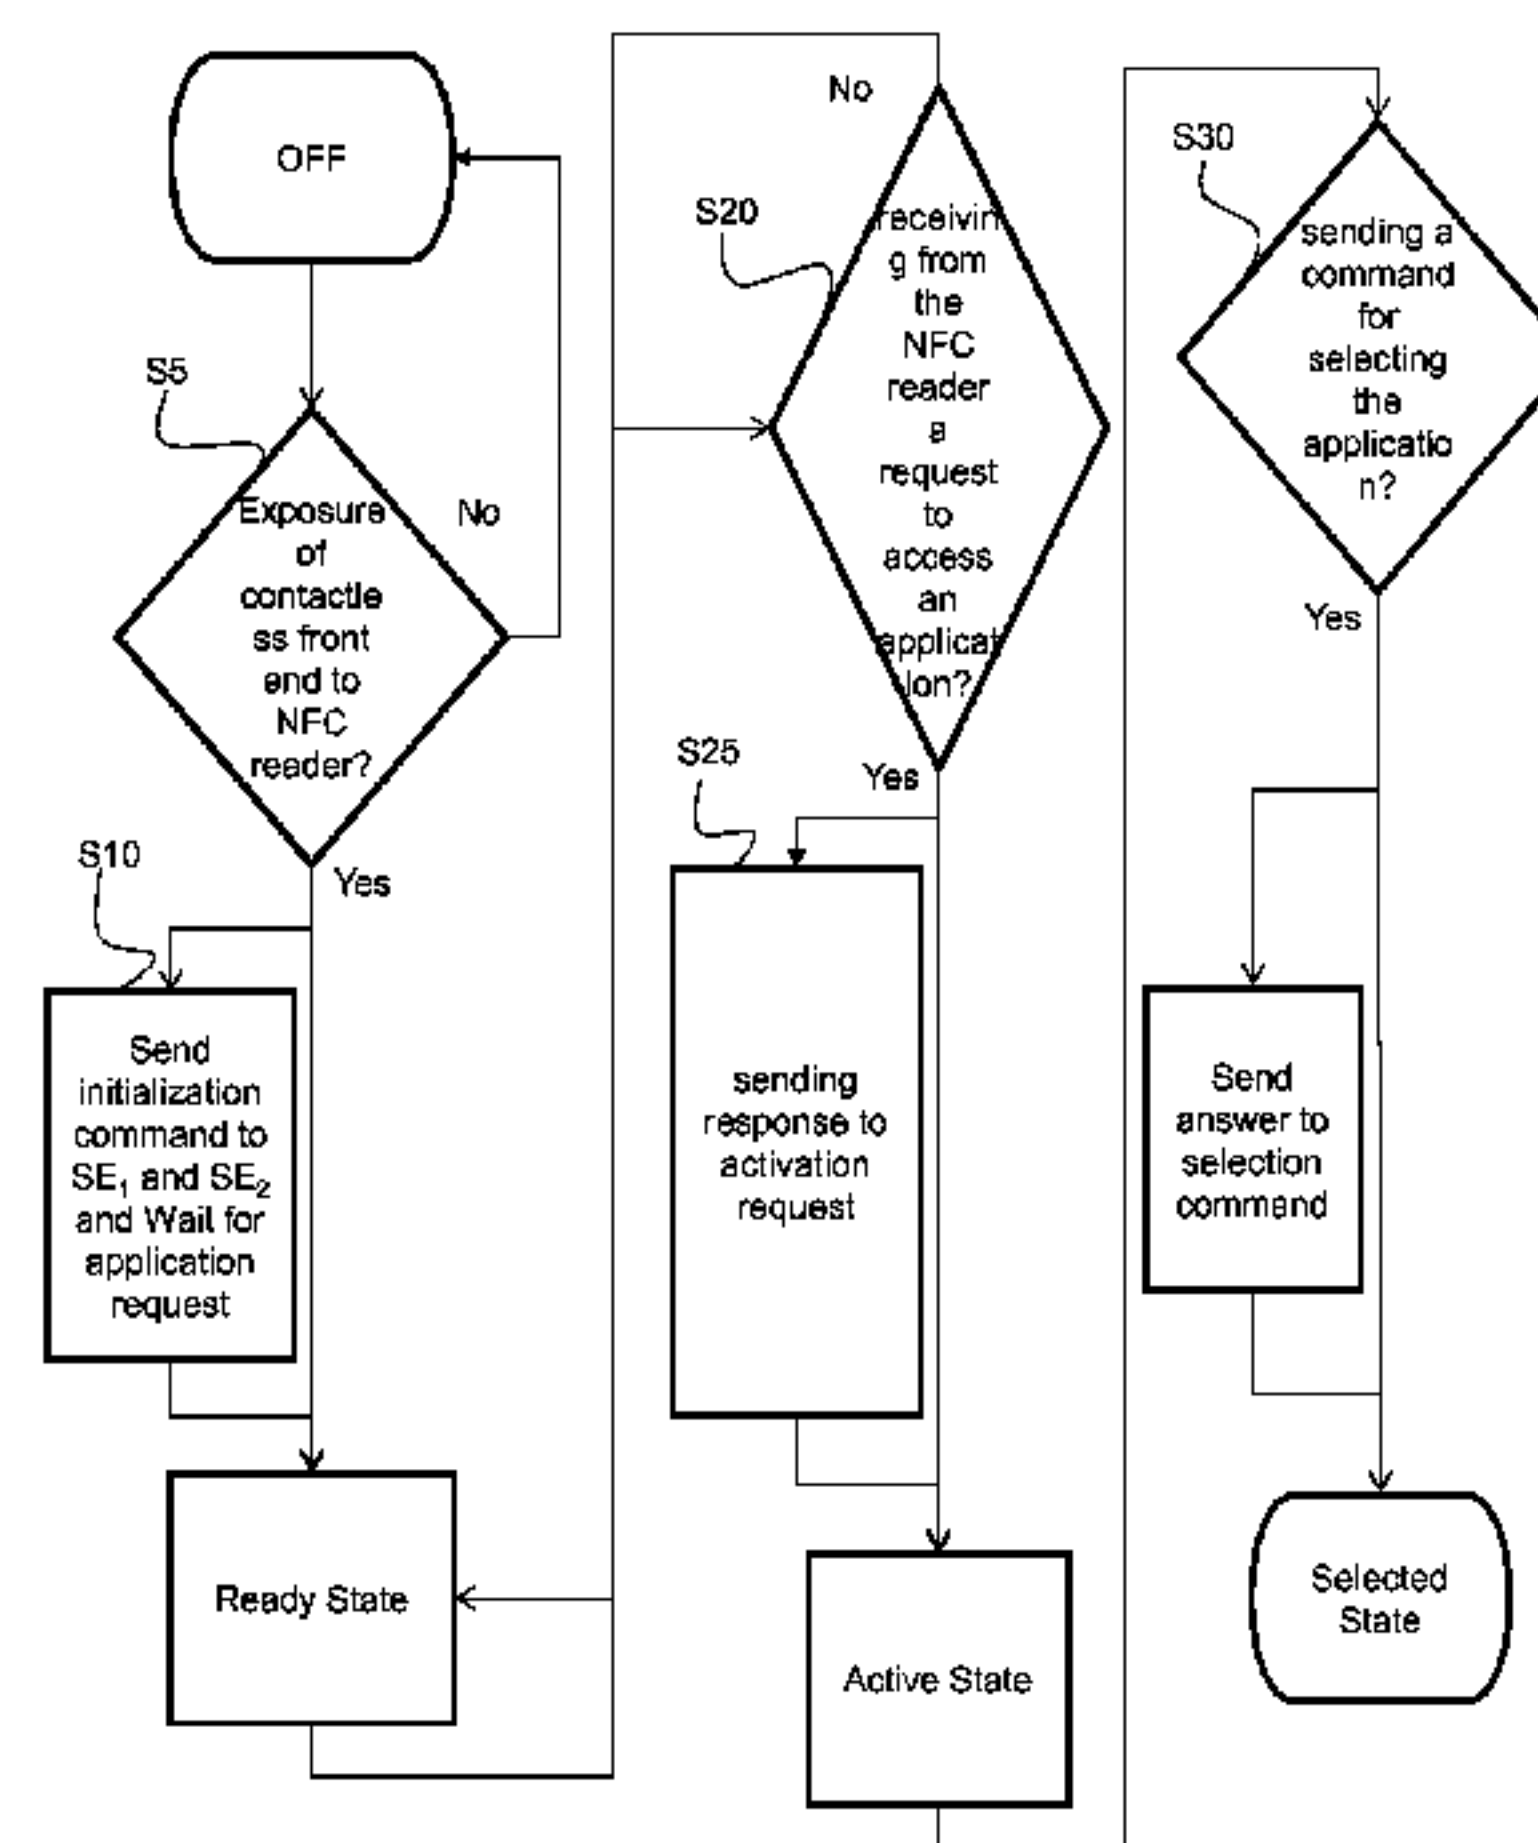 OFF
S5
Exposure
of
contactle
ss front
end to
NFC
reader?
No
Yes
S10
Send
initialization
command to
SE₁ and SE₂
and Wait for
application
request
Ready State
No
S20
receivin
g from
the
NFC
reader
a
request
to
access
an
applicat
ion?
Yes
S25
sending
response to
activation
request
Active State
S30
sending a
command
for
selecting
the
applicatio
n?
Yes
Send
answer to
selection
command
Selected
State